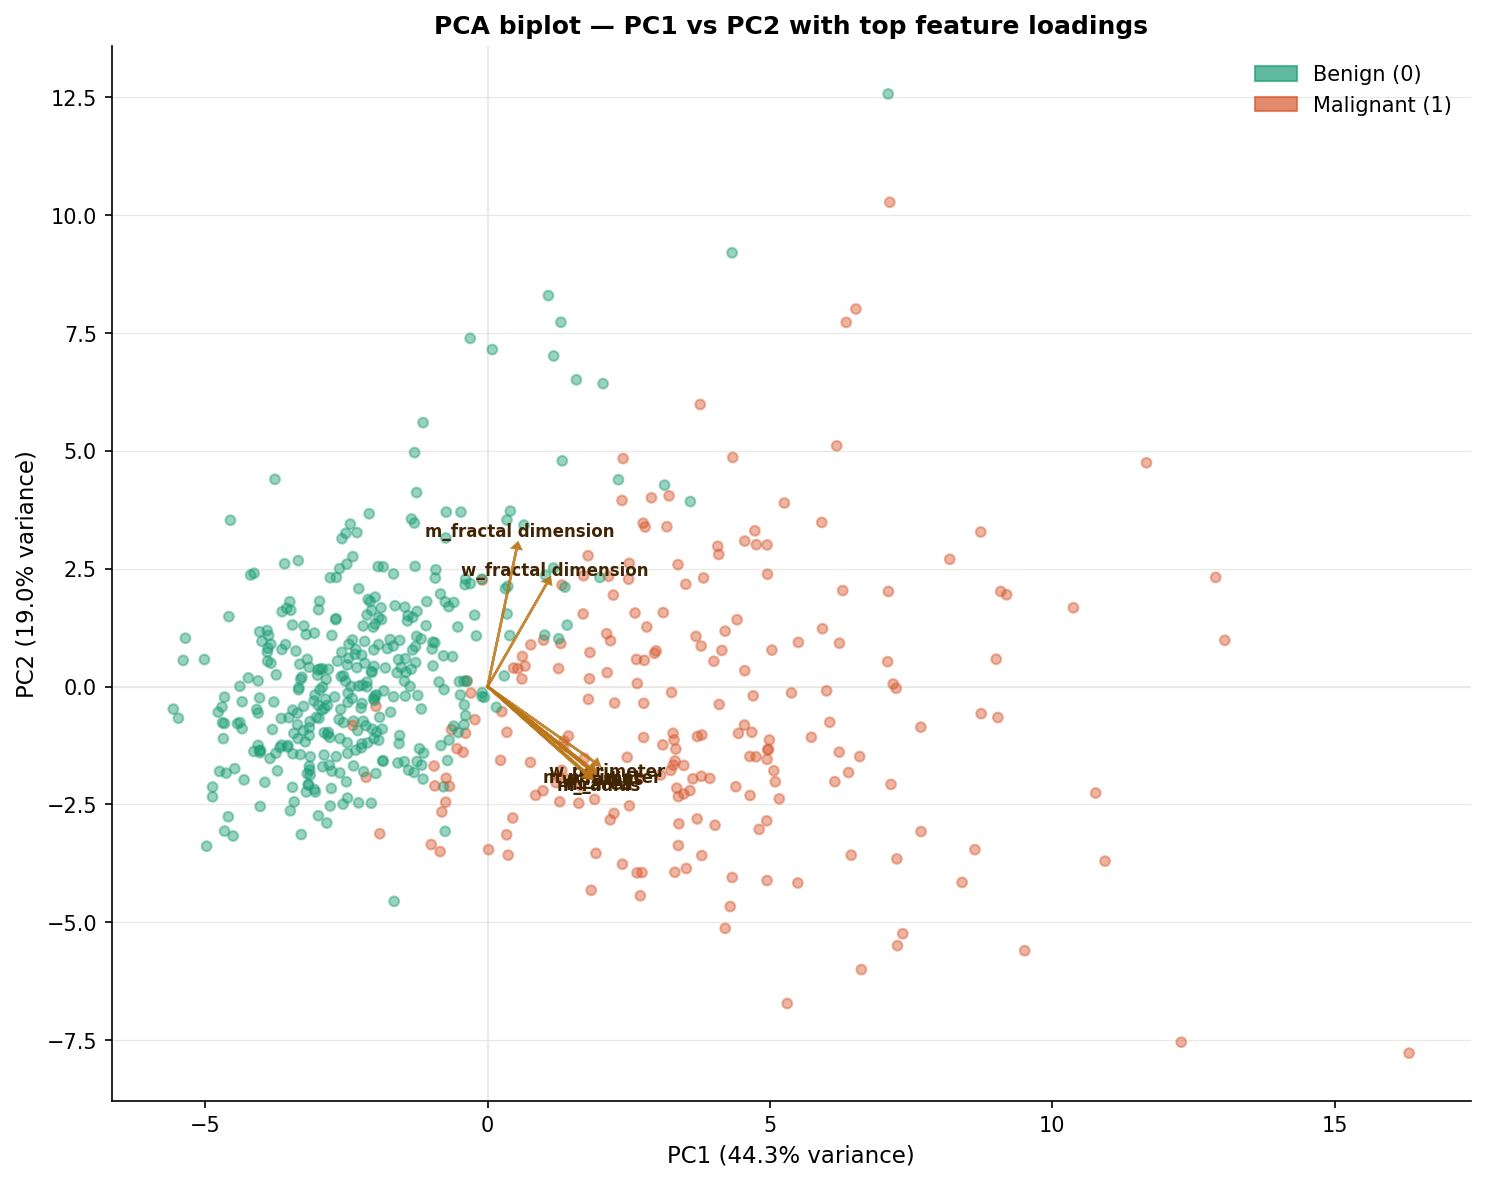 PCA biplot — PC1 vs PC2 with top feature loadings
Benign (0)
Malignant (1)
12.5
10.0
7.5
5.0
2.5
0.0
−2.5
−5.0
−7.5
PC2 (19.0% variance)
m_fractal dimension
w_fractal dimension
w_perimeter
m_radius
−5
0
5
10
15
PC1 (44.3% variance)